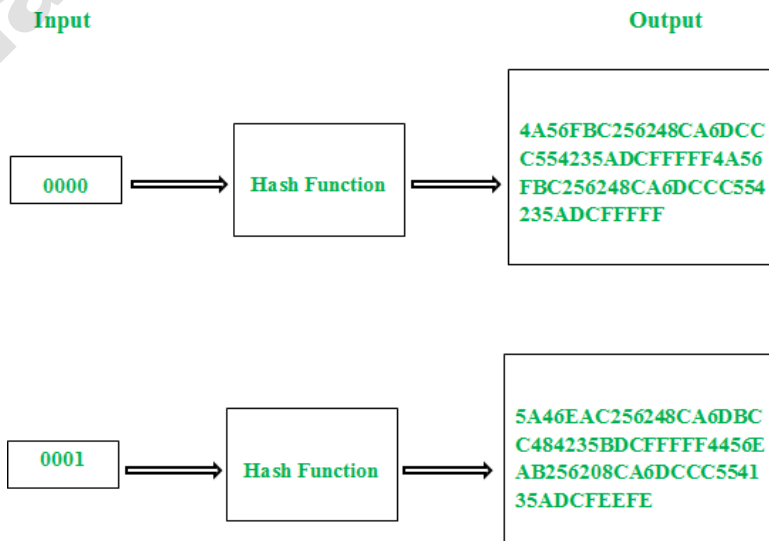 Input
Output
0000
Hash Function
4A56FBC256248CA6DCC
C554235ADCFFFFF4A56
FBC256248CA6DCCC554
235ADCFFFFF
0001
Hash Function
5A46EAC256248CA6DBC
C484235BDCFFFFF4456E
AB256208CA6DCCC5541
35ADCFEEFE